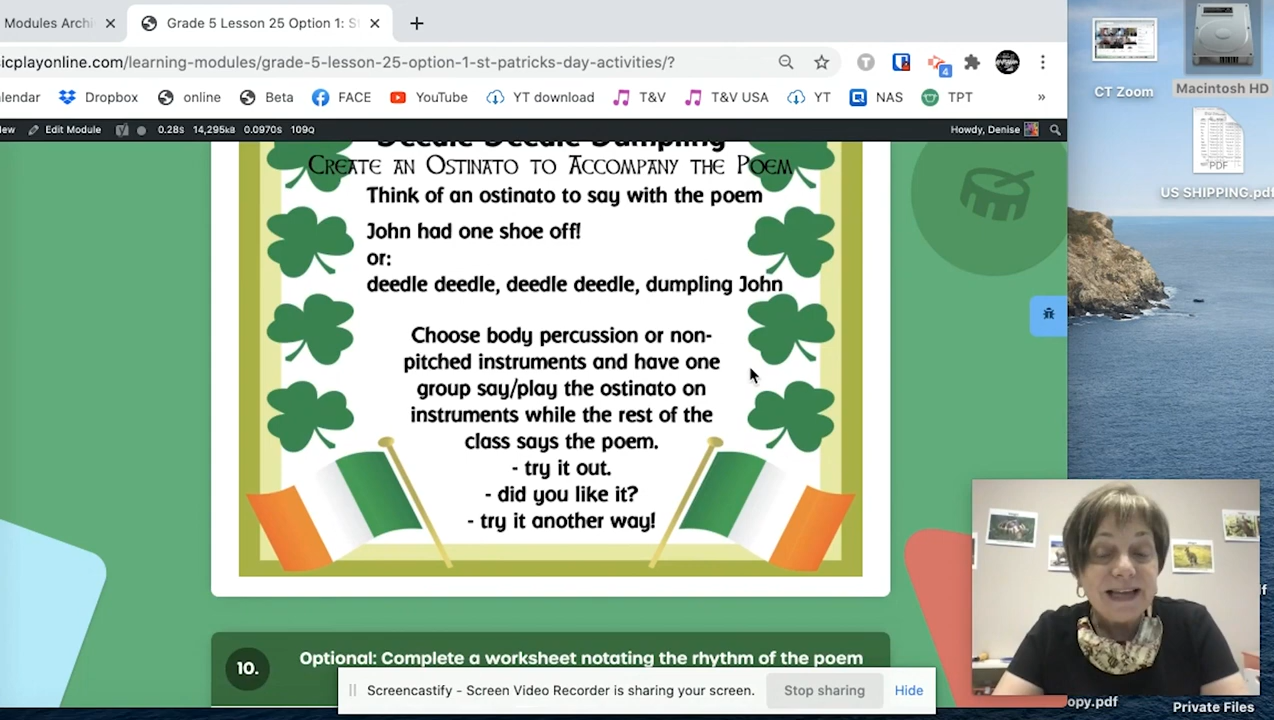 Modules Archi
Grade 5 Lesson 25 Option 1: S
icplayonline.com/learning-modules/grade-5-lesson-25-option-1-st-patricks-day-activities/?
4
lendar
Dropbox
online
Beta
FACE
YouTube
YT download
T&V
T&V USA
YT
NAS
TPT
»
ew
Edit Module
0.28s
14,295KB
0.0970s
109Q
Howdy, Denise
Deedle Deedle Dumpling
Create an Ostinato to Accompany the Poem
Think of an ostinato to say with the poem
John had one shoe off!
or:
deedle deedle, deedle deedle, dumpling John
Choose body percussion or non-
pitched instruments and have one
group say/play the ostinato on
instruments while the rest of the
class says the poem.
- try it out.
- did you like it?
- try it another way!
10.
Optional: Complete a worksheet notating the rhythm of the poem
Screencastify - Screen Video Recorder is sharing your screen.
Stop sharing
Hide
CT Zoom
Macintosh HD
PDF
US SHIPPING.pdf
opy.pdf
Private Files